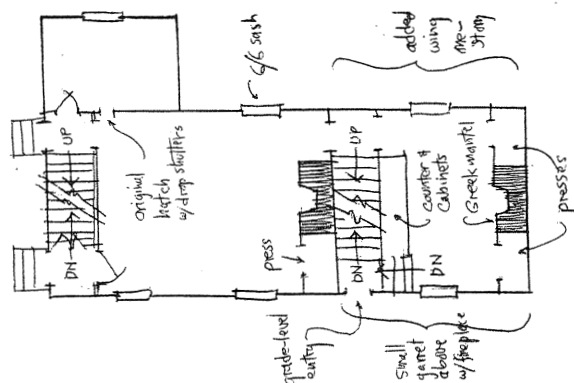 DN
UP
original
hatch
w/drop shutters
6/6 sash
press
grade-level
entry
DN
UP
added
wing
one-
story
small
garret
above
w/fireplace
DN
counter &
cabinets
Greek mantel
presses